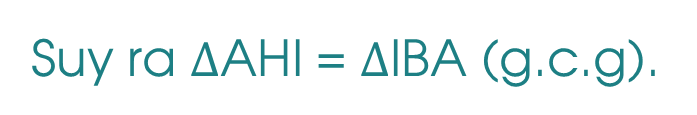 Suy ra ΔAHI = ΔIBA (g.c.g).